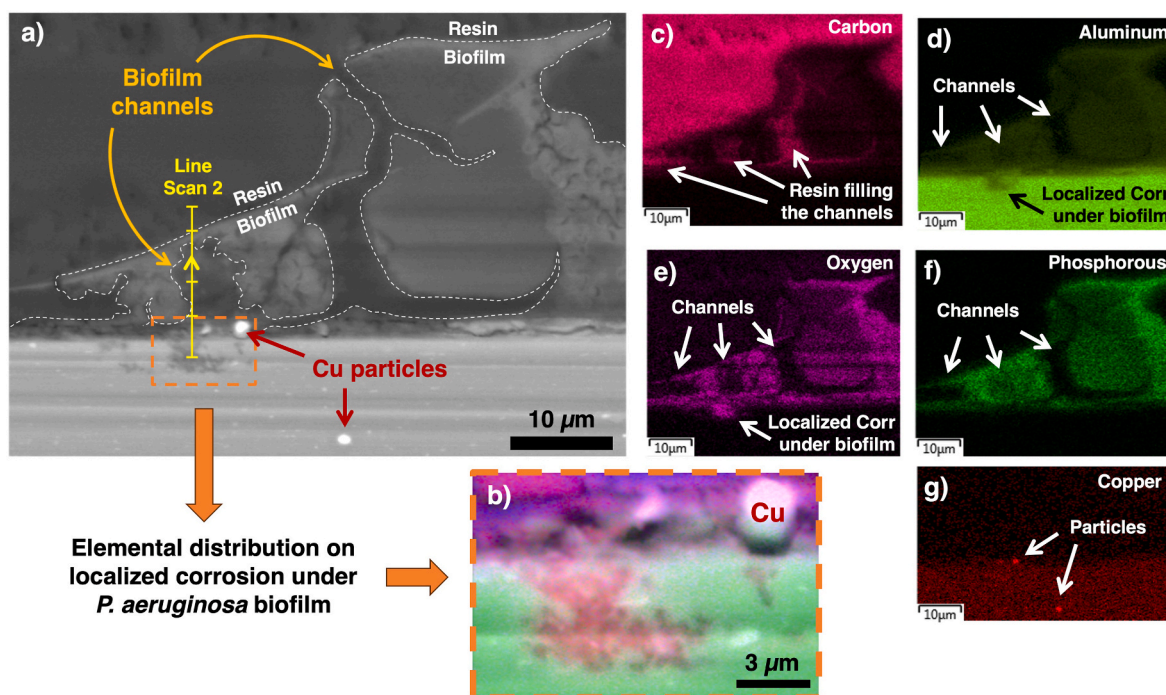 a)
Resin
Biofilm
Biofilm
channels
Line
Scan 2
Resin
Biofilm
Cu particles
10 µm
Elemental distribution on
localized corrosion under
P. aeruginosa biofilm
b)
Cu
3 µm
c)
Carbon
Resin filling
the channels
10µm
d)
Aluminum
Channels
Localized Corr
under biofilm
10µm
e)
Oxygen
Channels
Localized Corr
under biofilm
10µm
f)
Phosphorous
Channels
10µm
g)
Copper
Particles
10µm